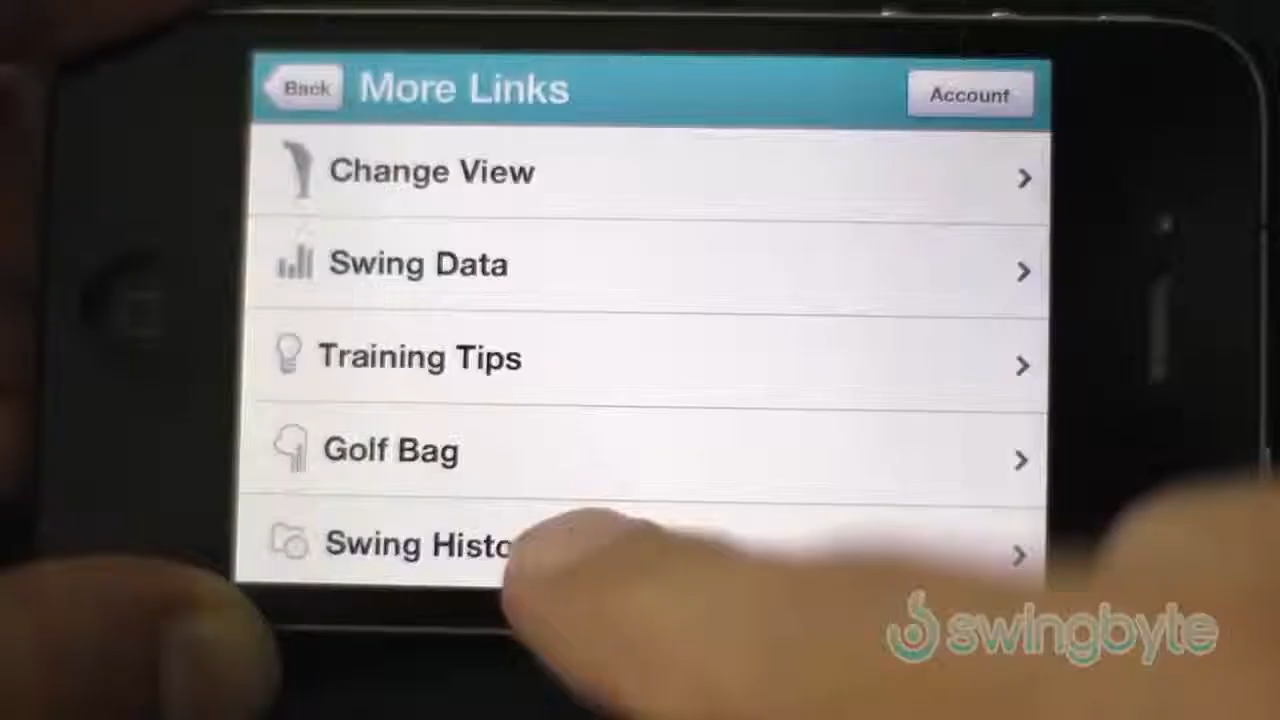 Back
More Links
Account
Change View
Swing Data
Training Tips
Golf Bag
Swing Histo
swingbyte